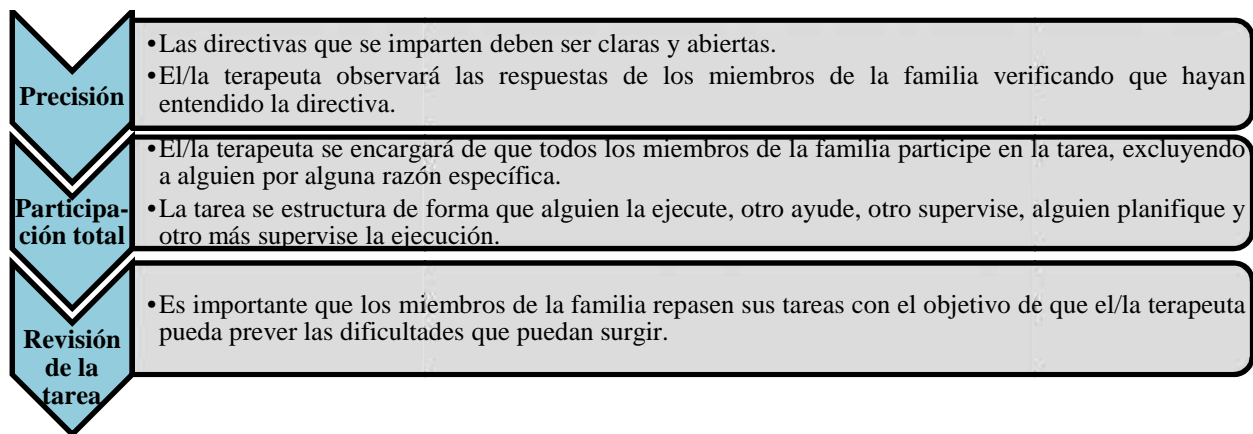 Precisión
•Las directivas que se imparten deben ser claras y abiertas.
•El/la terapeuta observará las respuestas de los miembros de la familia verificando que hayan
entendido la directiva.
Participa-
ción total
•El/la terapeuta se encargará de que todos los miembros de la familia participe en la tarea, excluyendo
a alguien por alguna razón específica.
•La tarea se estructura de forma que alguien la ejecute, otro ayude, otro supervise, alguien planifique y
otro más supervise la ejecución.
Revisión
de la
tarea
•Es importante que los miembros de la familia repasen sus tareas con el objetivo de que el/la terapeuta
pueda prever las dificultades que puedan surgir.